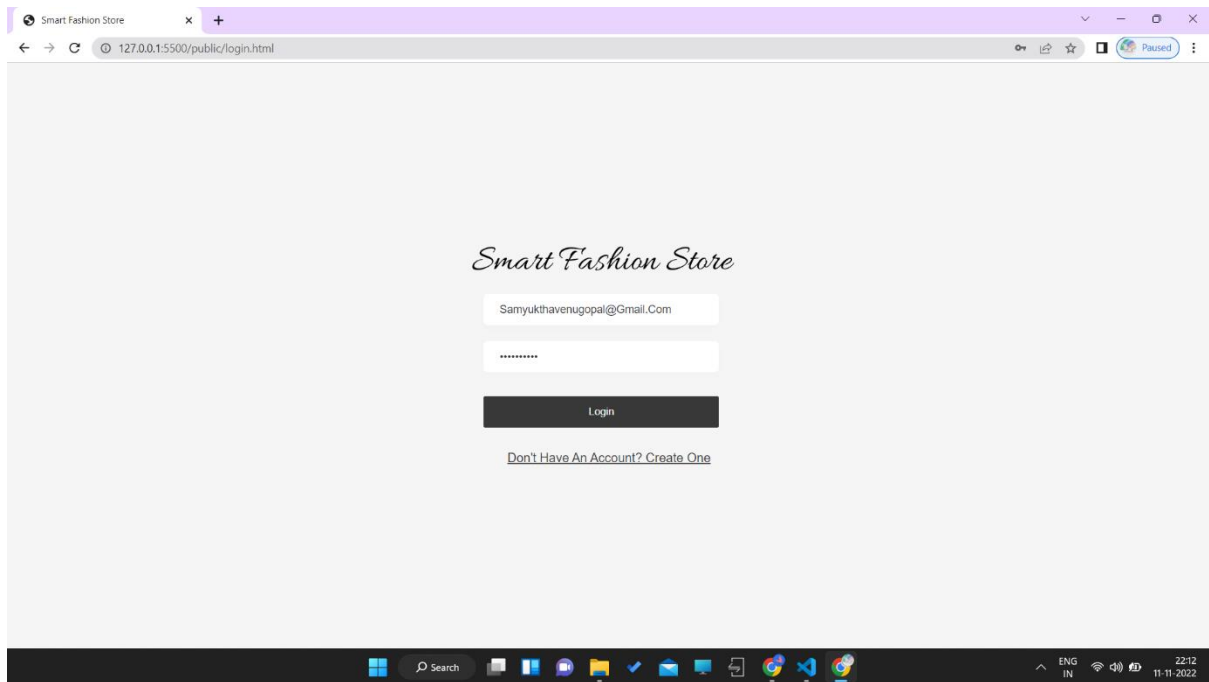 Smart Fashion Store
127.0.0.1:5500/public/login.html
Paused
Smart Fashion Store
Samyukthavenugopal@Gmail.Com
••••••••••
Login
Don't Have An Account? Create One
Search
ENG
IN
22:12
11-11-2022